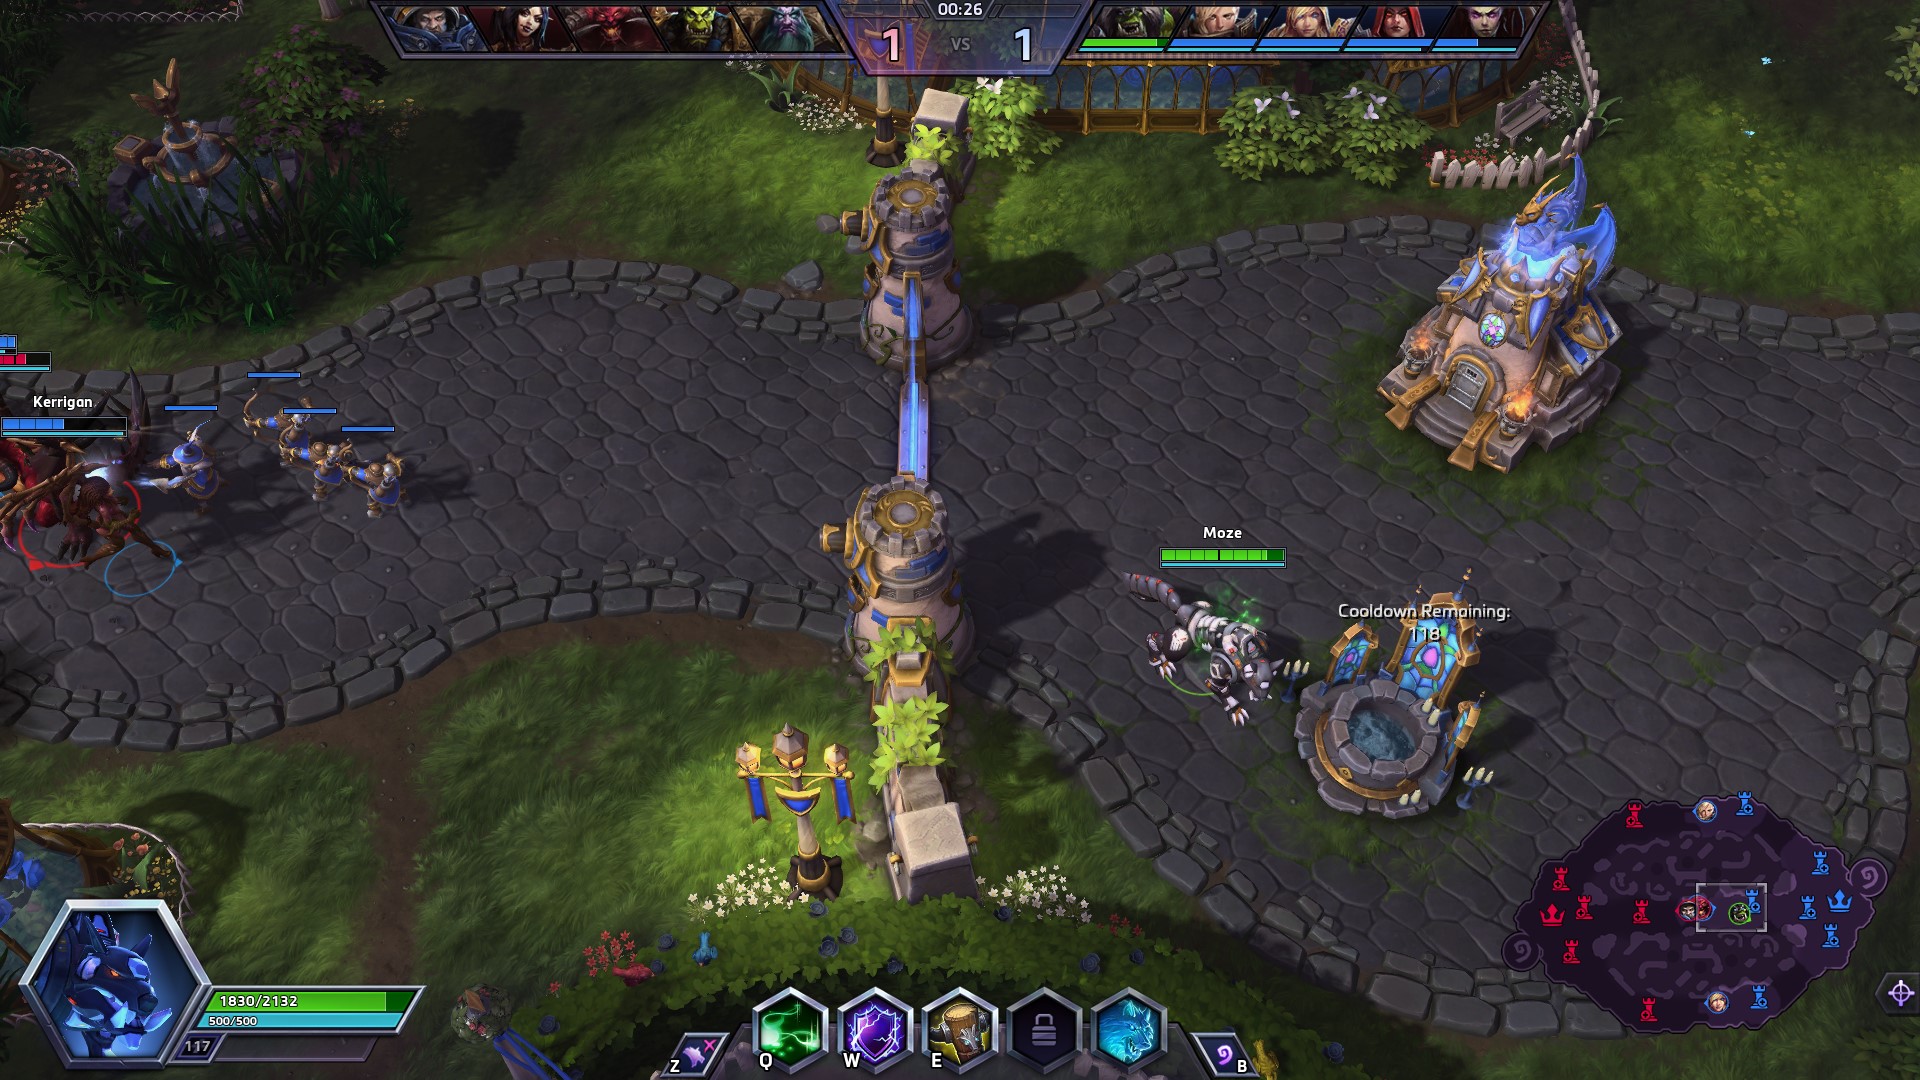 00:26
1 VS 1
Kerrigan
Moze
Cooldown Remaining:
118
1830/2132
500/500
117
Z
Q
W
E
B